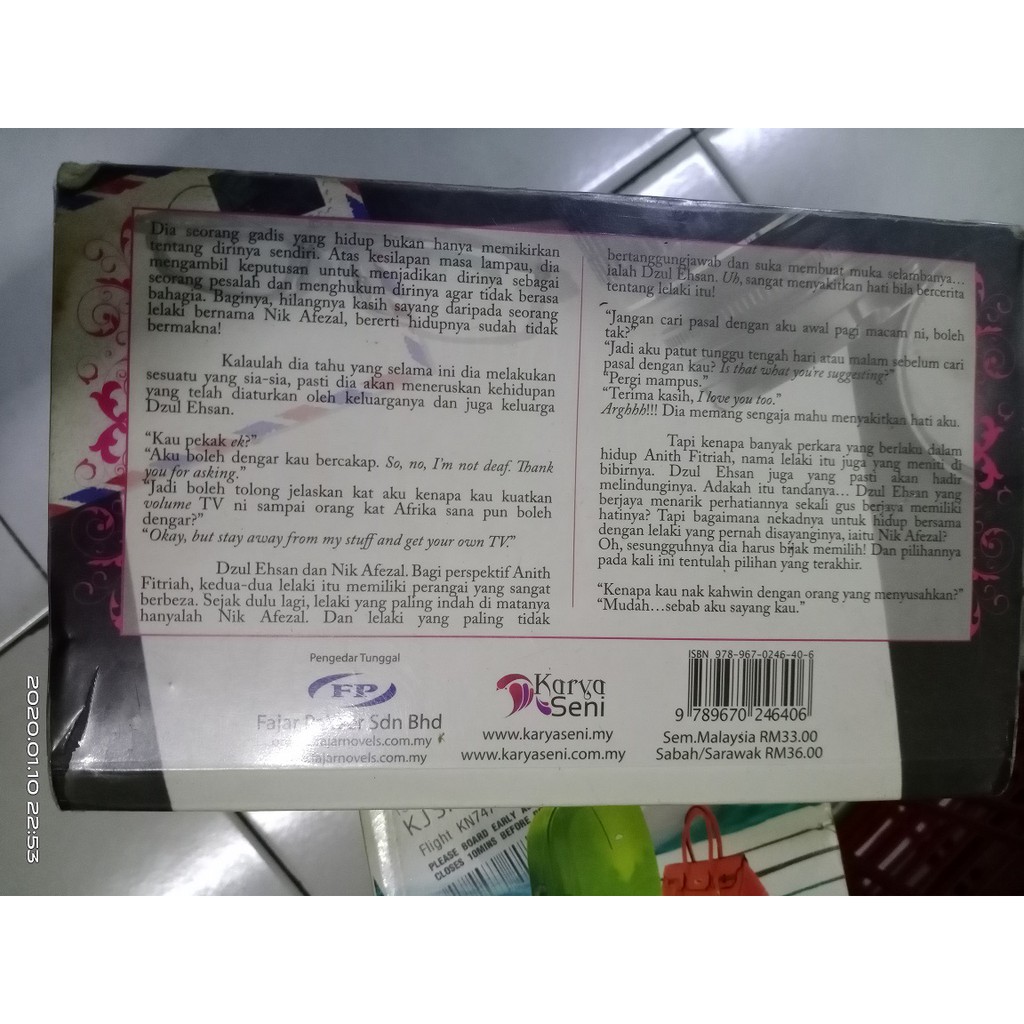 Dia seorang gadis yang hidup bukan hanya memikirkan
tentang dirinya sendiri. Atas kesilapan masa lampau, dia
mengambil keputusan untuk menjadikan dirinya sebagai
seorang pesalah dan menghukum dirinya agar tidak berasa
bahagia. Baginya, hilangnya kasih sayang daripada seorang
lelaki bernama Nik Afezal, bererti hidupnya sudah tidak
bermakna!
Kalaulah dia tahu yang selama ini dia melakukan
sesuatu yang sia-sia, pasti dia akan meneruskan kehidupan
yang telah diaturkan oleh keluarganya dan juga keluarga
Dzul Ehsan.
“Kau pekak ek?”
“Aku boleh dengar kau bercakap. So, no, I'm not deaf. Thank
you for asking.”
“Jadi boleh tolong jelaskan kat aku kenapa kau kuatkan
volume TV ni sampai orang kat Afrika sana pun boleh
dengar?”
“Okay, but stay away from my stuff and get your own TV.”
Dzul Ehsan dan Nik Afezal. Bagi perspektif Anith
Fitriah, kedua-dua lelaki itu memiliki perangai yang sangat
berbeza. Sejak dulu lagi, lelaki yang paling indah di matanya
hanyalah Nik Afezal. Dan lelaki yang paling tidak
bertanggungjawab dan suka membuat muka selambanya...
ialah Dzul Ehsan. Uh, sangat menyakitkan hati bila bercerita
tentang lelaki itu!
“Jangan cari pasal dengan aku awal pagi macam ni, boleh
tak?”
“Jadi aku patut tunggu tengah hari atau malam sebelum cari
pasal dengan kau? Is that what you're suggesting?”
“Pergi mampus.”
“Terima kasih, I love you too.”
Arghhh!!! Dia memang sengaja mahu menyakitkan hati aku.
Tapi kenapa banyak perkara yang berlaku dalam
hidup Anith Fitriah, nama lelaki itu juga yang meniti di
bibirnya. Dzul Ehsan juga yang pasti akan hadir
melindunginya. Adakah itu tandanya... Dzul Ehsan yang
berjaya menarik perhatiannya sekali gus berjaya memiliki
hatinya? Tapi bagaimana nekadnya untuk hidup bersama
dengan lelaki yang pernah disayanginya, iaitu Nik Afezal?
Oh, sesungguhnya dia harus bijak memilih! Dan pilihannya
pada kali ini tentulah pilihan yang terakhir.
“Kenapa kau nak kahwin dengan orang yang menyusahkan?”
“Mudah...sebab aku sayang kau.”
Pengedar Tunggal
FP
Fajar Sdn Bhd
Karya
Seni
www.karyaseni.my
www.karyaseni.com.my
ISBN 978-967-0246-40-6
9 789670 246406
Sem.Malaysia RM33.00
Sabah/Sarawak RM36.00
Flight KN747
PLEASE BOARD EARLY
CLOSES 10MINS BEFORE
2020.01.10 22:53